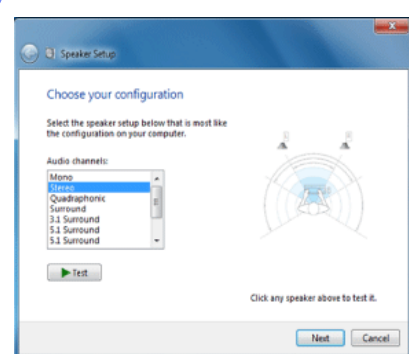 Speaker Setup
Choose your configuration
Select the speaker setup below that is most like
the configuration on your computer.
Audio channels:
Mono
Stereo
Quadraphonic
Surround
3.1 Surround
5.1 Surround
5.1 Surround
Test
Click any speaker above to test it.
Next
Cancel